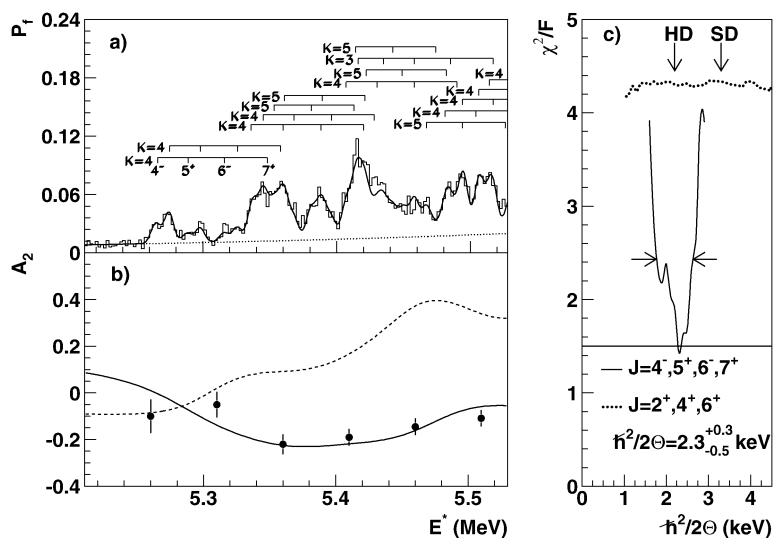 P_f
0.24
0.18
0.12
0.06
0
a)
K=5
K=3
K=5
K=4
K=4
K=4
K=5
K=5
K=4
K=4
K=4
K=4
K=5
K=4
K=4
4⁻ 5⁺ 6⁻ 7⁺
A₂
0.4
0.2
0
-0.2
-0.4
b)
5.3 5.4 5.5
E* (MeV)
χ²/F
5
4
3
2
1
0
c) HD SD
J=4⁻,5⁺,6⁻,7⁺
J=2⁺,4⁺,6⁺
ħ²/2Θ=2.3 +0.3 -0.5 keV
0 1 2 3 4
ħ²/2Θ (keV)